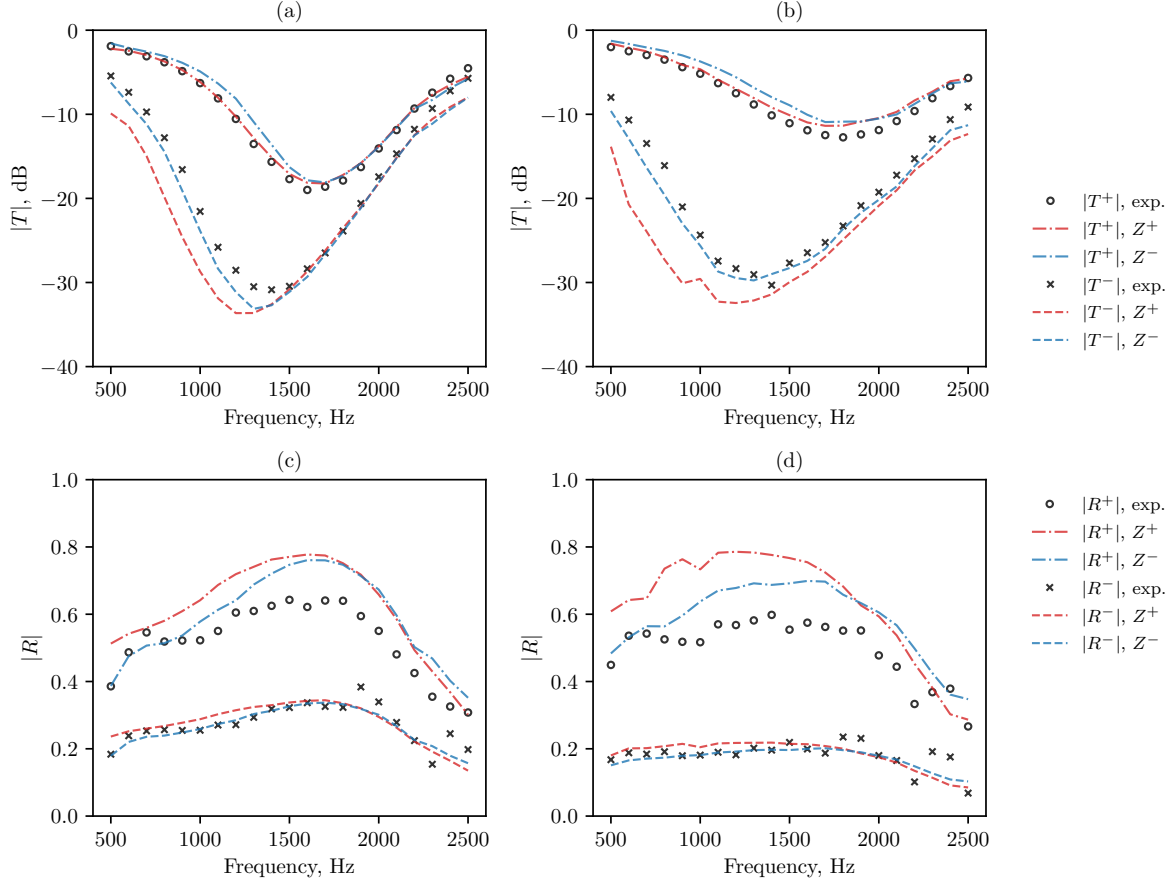 (a)
(b)
0
−10
−20
−30
−40
|T|, dB
500 1000 1500 2000 2500
Frequency, Hz
0
−10
−20
−30
−40
|T|, dB
500 1000 1500 2000 2500
Frequency, Hz
|T⁺|, exp.
|T⁺|, Z⁺
|T⁺|, Z⁻
|T⁻|, exp.
|T⁻|, Z⁺
|T⁻|, Z⁻
(c)
(d)
1.0
0.8
0.6
0.4
0.2
0.0
|R|
500 1000 1500 2000 2500
Frequency, Hz
1.0
0.8
0.6
0.4
0.2
0.0
|R|
500 1000 1500 2000 2500
Frequency, Hz
|R⁺|, exp.
|R⁺|, Z⁺
|R⁺|, Z⁻
|R⁻|, exp.
|R⁻|, Z⁺
|R⁻|, Z⁻